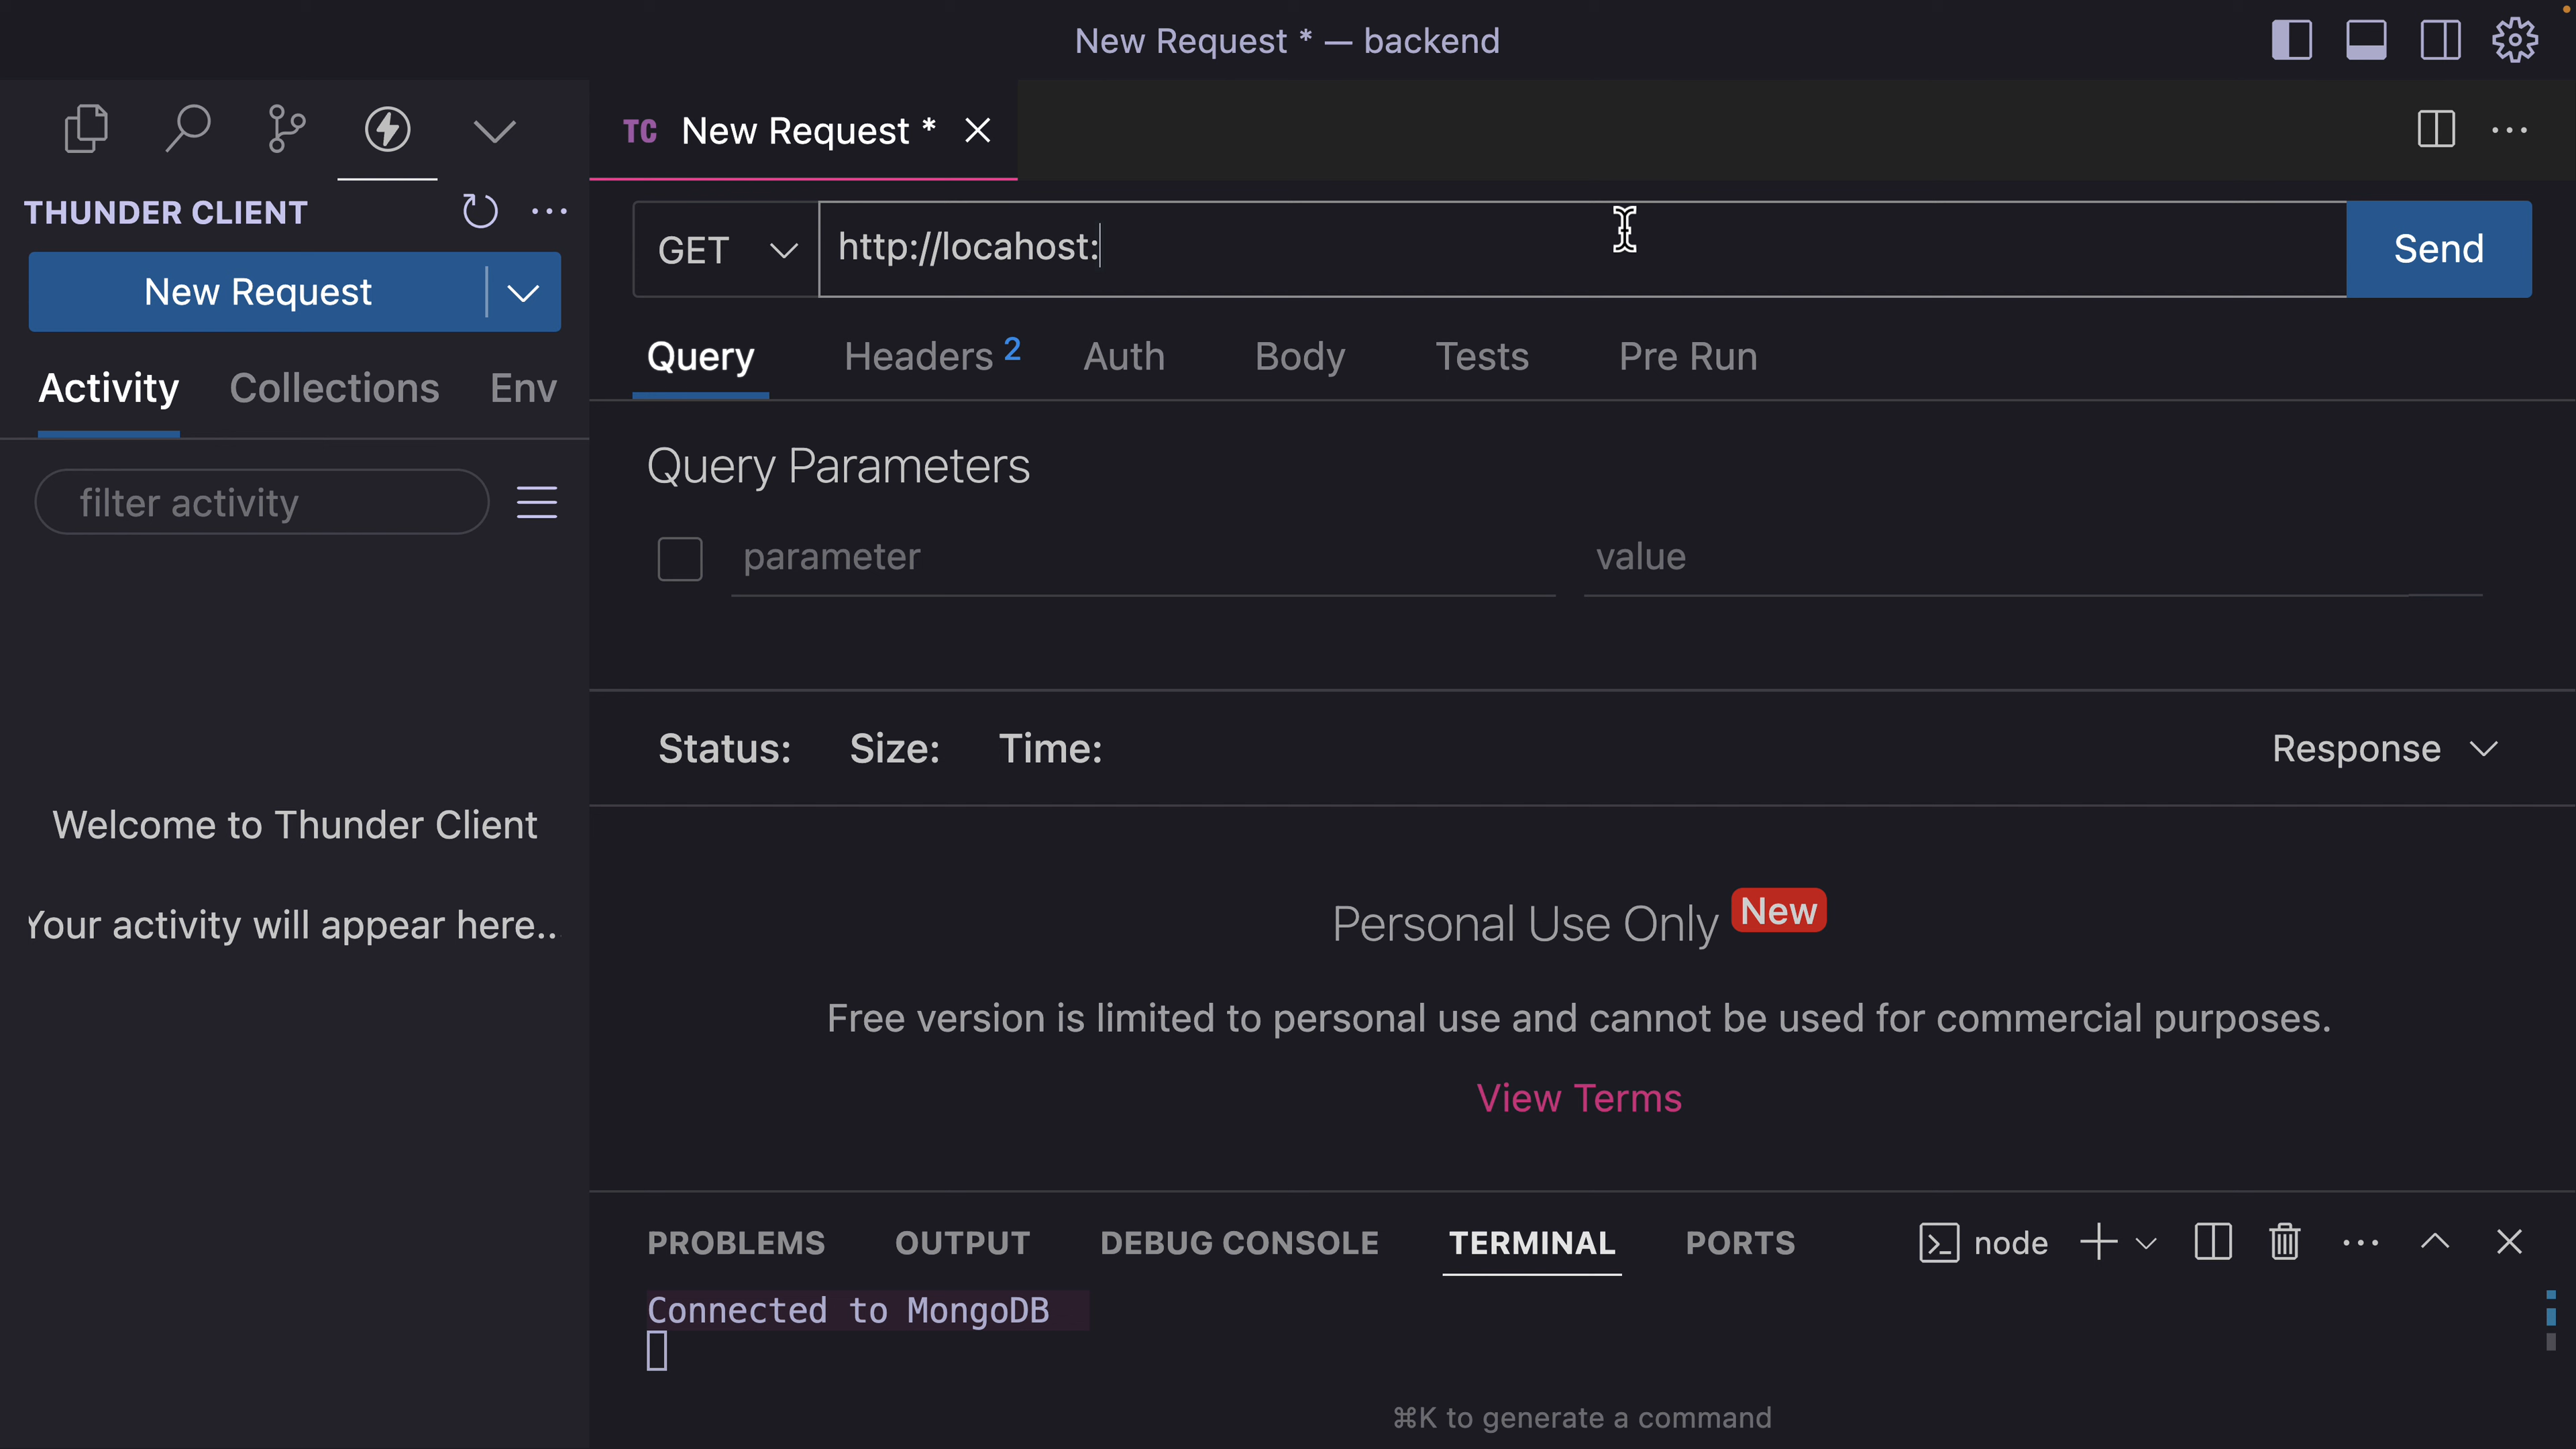 New Request * — backend
TC New Request *
THUNDER CLIENT
New Request
Activity Collections Env
filter activity
Welcome to Thunder Client
Your activity will appear here..
GET http://locahost: Send
Query Headers 2 Auth Body Tests Pre Run
Query Parameters
parameter value
Status: Size: Time: Response
Personal Use Only New
Free version is limited to personal use and cannot be used for commercial purposes.
View Terms
PROBLEMS OUTPUT DEBUG CONSOLE TERMINAL PORTS node
Connected to MongoDB
⌘K to generate a command